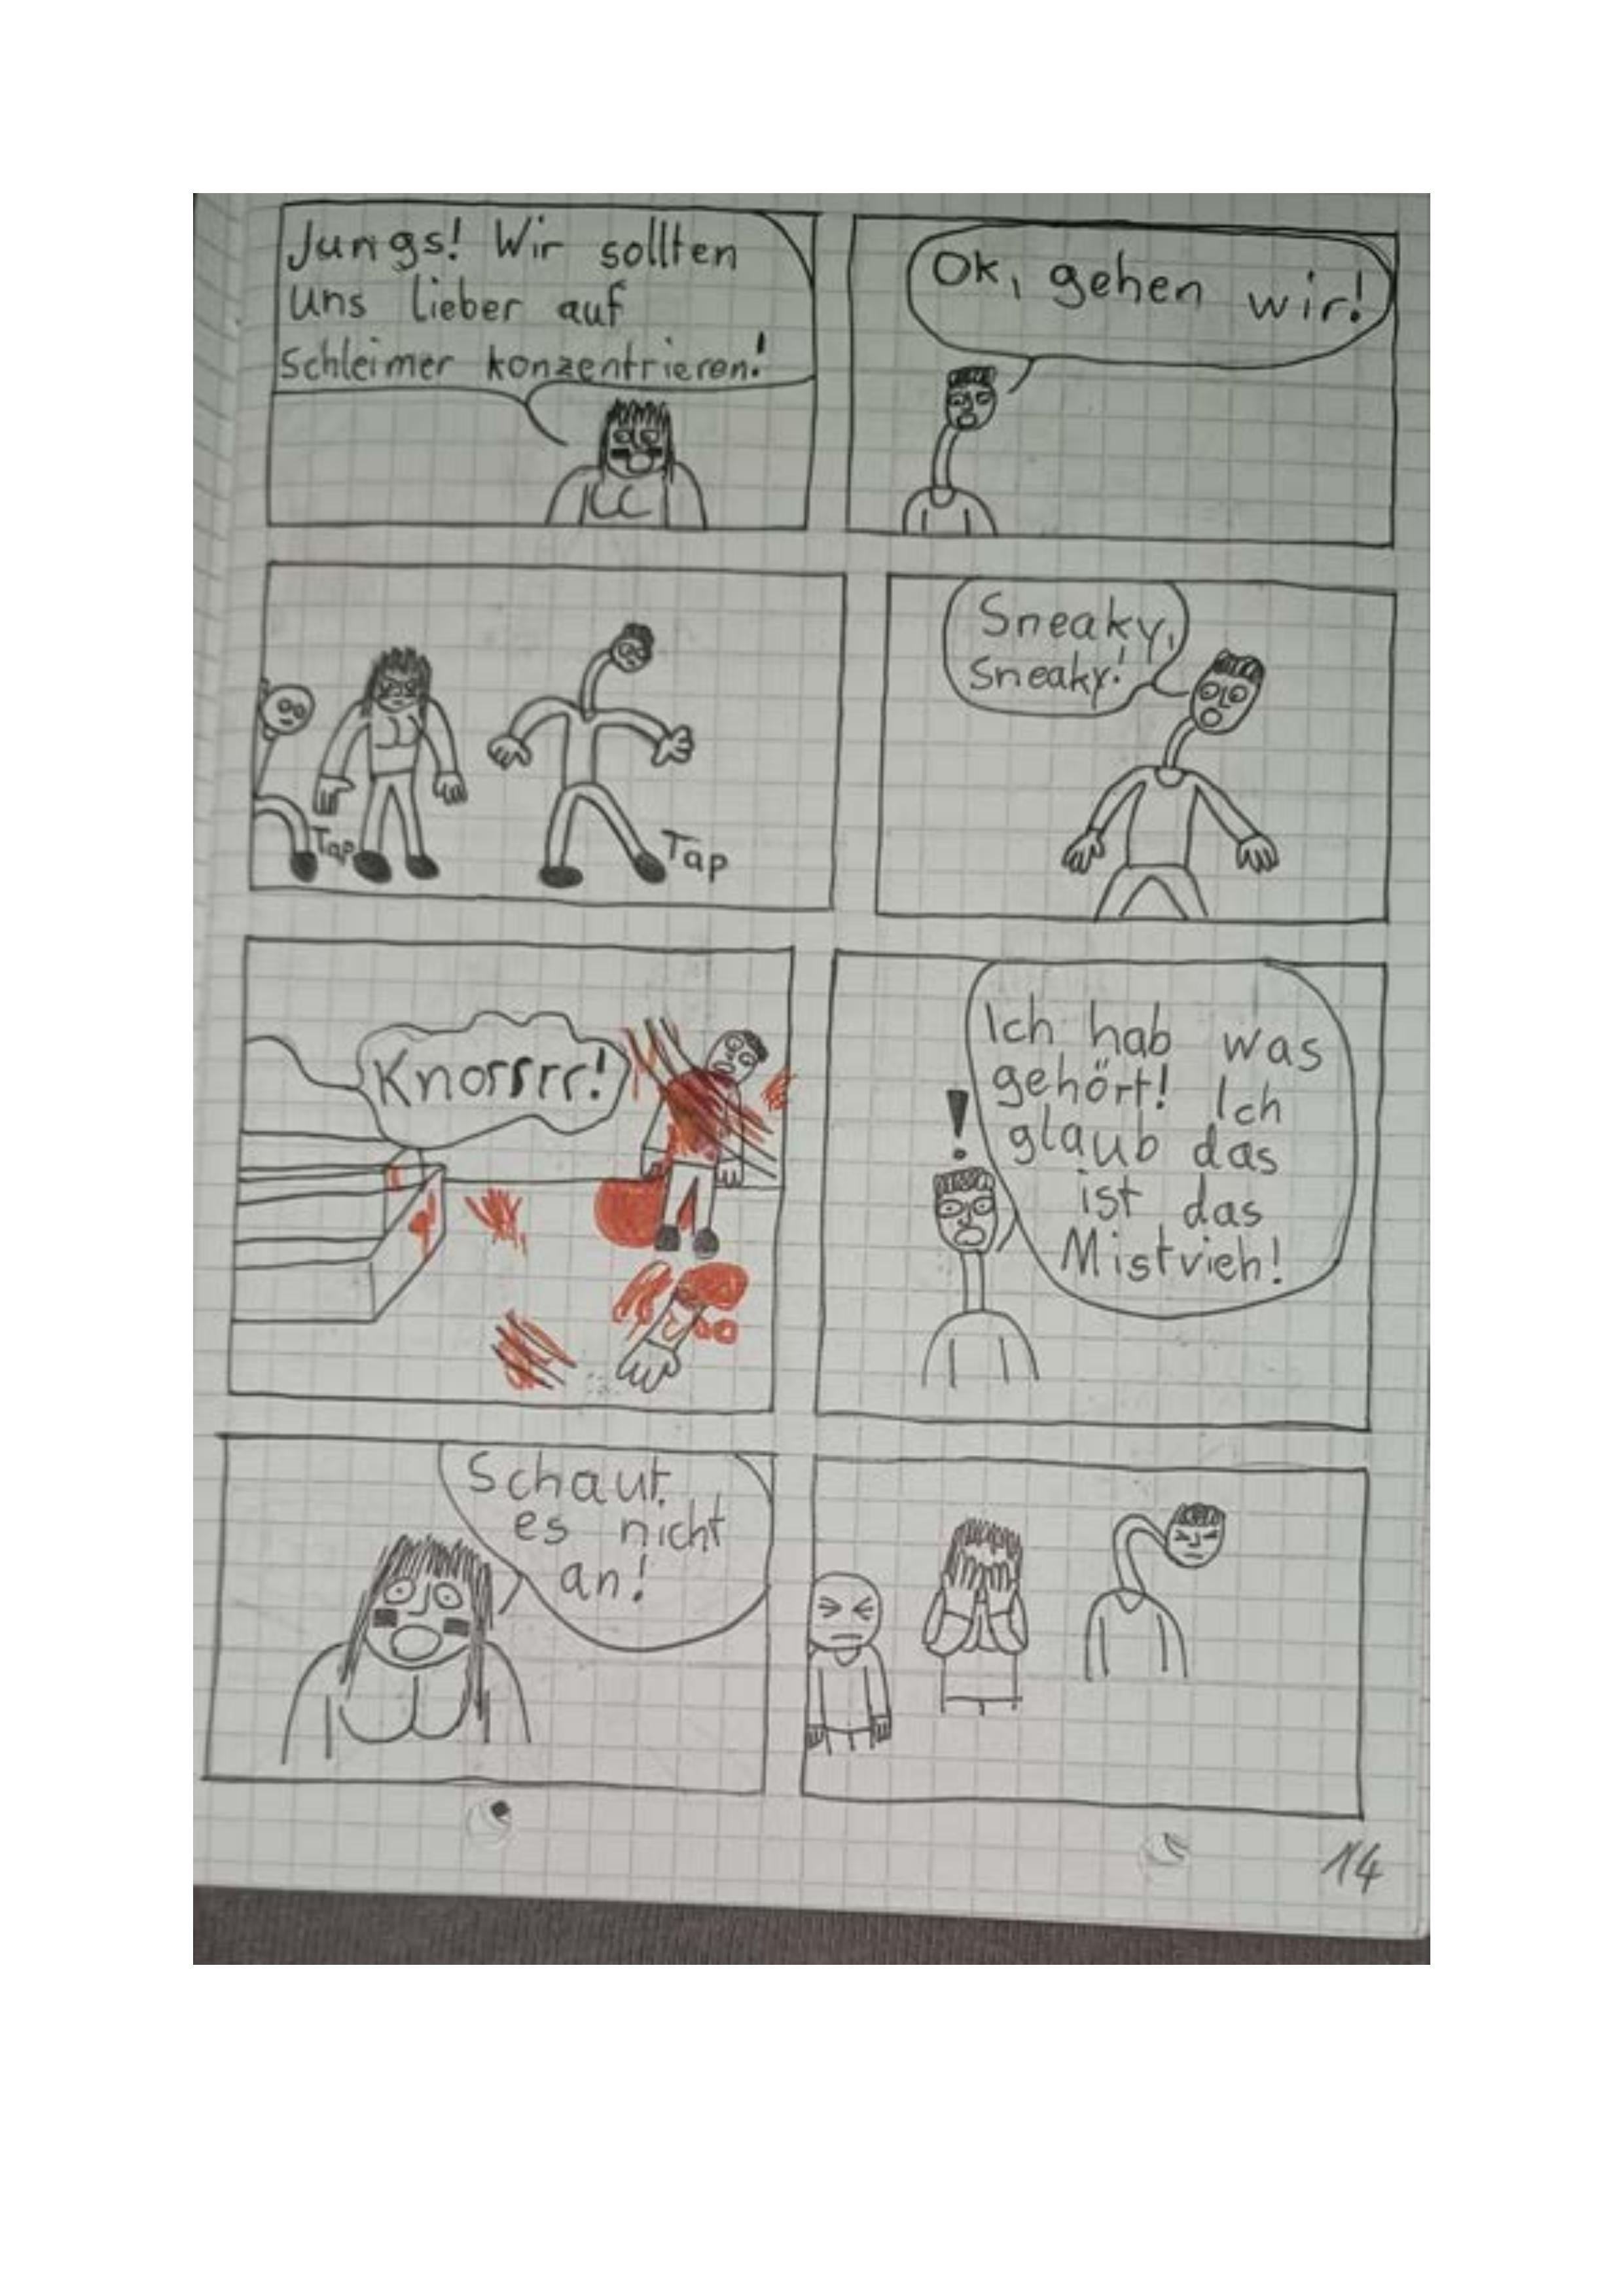 Jungs! Wir sollten
uns lieber auf
Schleimer konzentrieren!
Ok, gehen wir!
Tap
Tap
Sneaky,
sneaky!
Knorrrr!
!
Ich hab was
gehört! Ich
glaub das
ist das
Mistvieh!
Schaut
es nicht
an!
14